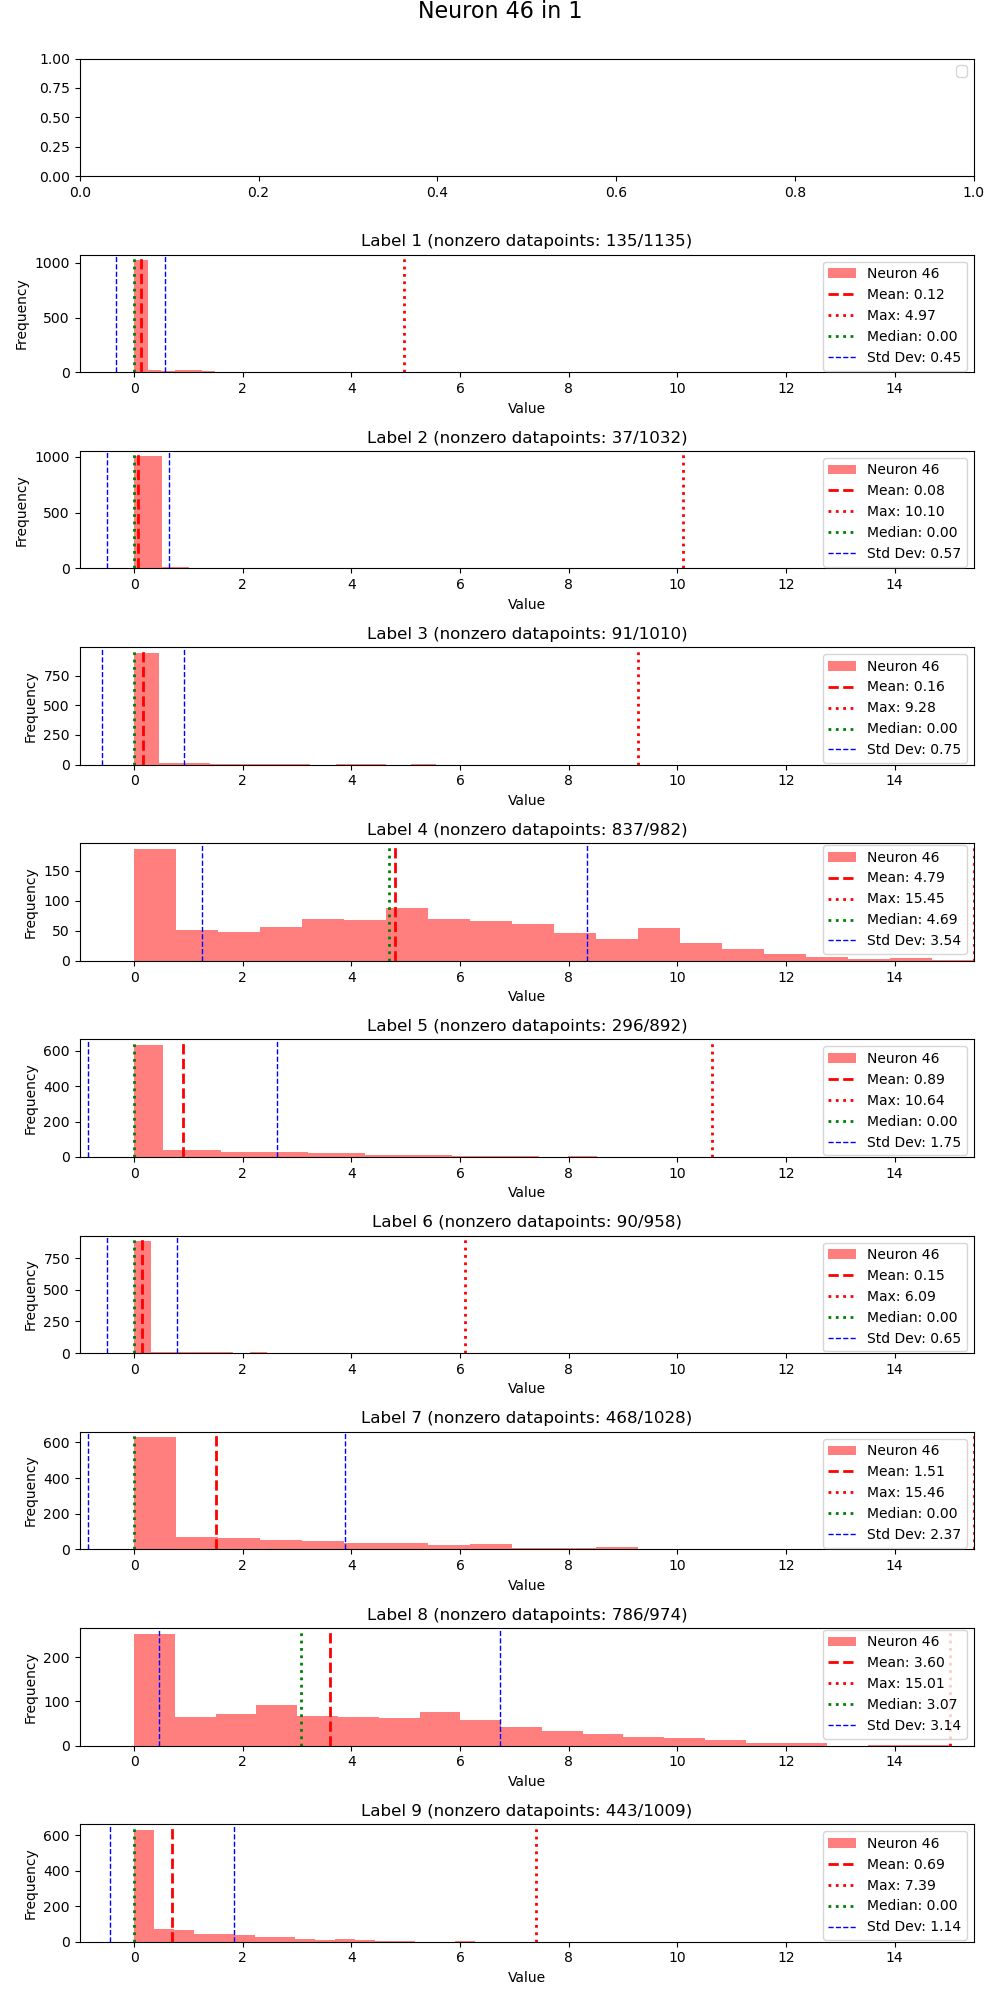 Neuron 46 in 1
1.00
0.75
0.50
0.25
0.00
0.0 0.2 0.4 0.6 0.8 1.0
Label 1 (nonzero datapoints: 135/1135)
Frequency
1000
500
0
Neuron 46
Mean: 0.12
Max: 4.97
Median: 0.00
Std Dev: 0.45
0 2 4 6 8 10 12 14
Value
Label 2 (nonzero datapoints: 37/1032)
Frequency
1000
500
0
Neuron 46
Mean: 0.08
Max: 10.10
Median: 0.00
Std Dev: 0.57
0 2 4 6 8 10 12 14
Value
Label 3 (nonzero datapoints: 91/1010)
Frequency
750
500
250
0
Neuron 46
Mean: 0.16
Max: 9.28
Median: 0.00
Std Dev: 0.75
0 2 4 6 8 10 12 14
Value
Label 4 (nonzero datapoints: 837/982)
Frequency
150
100
50
0
Neuron 46
Mean: 4.79
Max: 15.45
Median: 4.69
Std Dev: 3.54
0 2 4 6 8 10 12 14
Value
Label 5 (nonzero datapoints: 296/892)
Frequency
600
400
200
0
Neuron 46
Mean: 0.89
Max: 10.64
Median: 0.00
Std Dev: 1.75
0 2 4 6 8 10 12 14
Value
Label 6 (nonzero datapoints: 90/958)
Frequency
750
500
250
0
Neuron 46
Mean: 0.15
Max: 6.09
Median: 0.00
Std Dev: 0.65
0 2 4 6 8 10 12 14
Value
Label 7 (nonzero datapoints: 468/1028)
Frequency
600
400
200
0
Neuron 46
Mean: 1.51
Max: 15.46
Median: 0.00
Std Dev: 2.37
0 2 4 6 8 10 12 14
Value
Label 8 (nonzero datapoints: 786/974)
Frequency
200
100
0
Neuron 46
Mean: 3.60
Max: 15.01
Median: 3.07
Std Dev: 3.14
0 2 4 6 8 10 12 14
Value
Label 9 (nonzero datapoints: 443/1009)
Frequency
600
400
200
0
Neuron 46
Mean: 0.69
Max: 7.39
Median: 0.00
Std Dev: 1.14
0 2 4 6 8 10 12 14
Value